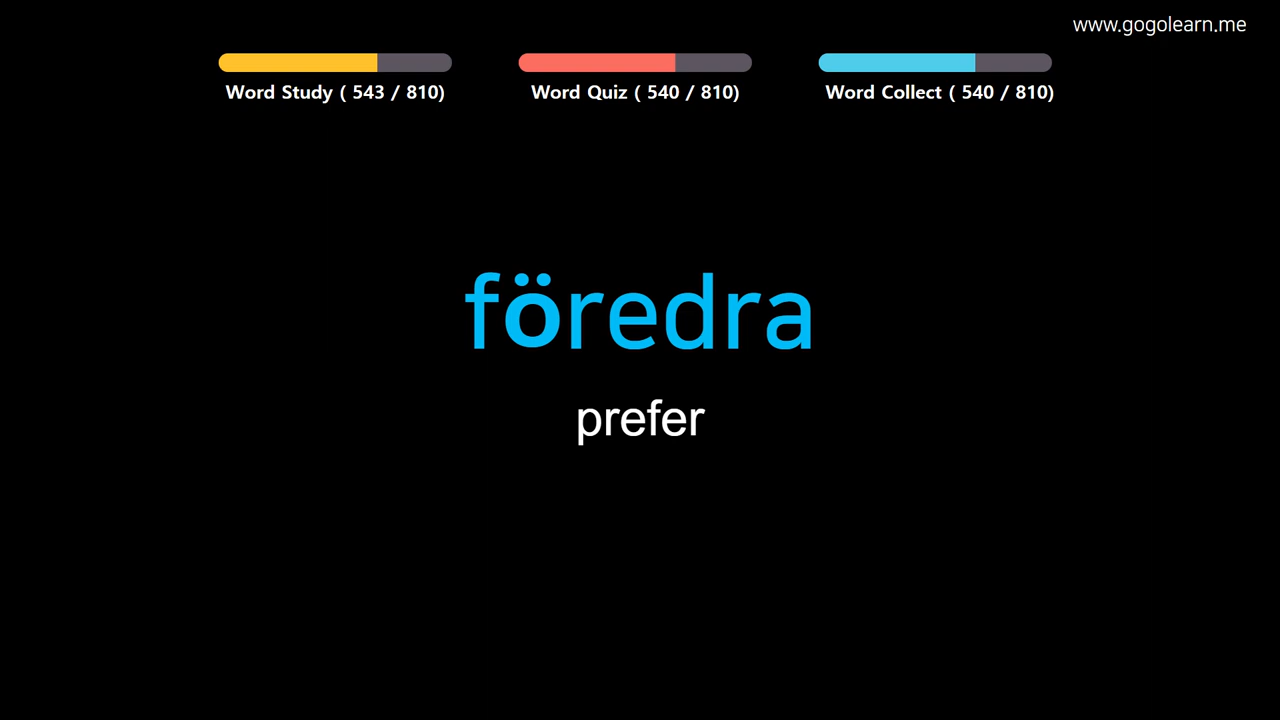 www.gogolearn.me
Word Study ( 543 / 810)
Word Quiz ( 540 / 810)
Word Collect ( 540 / 810)
föredra
prefer